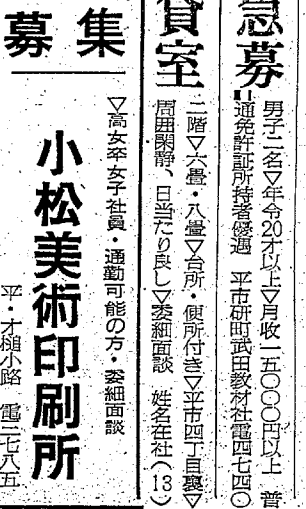 急募
男子二名▽年令20才以上▽月收一五〇〇〇円以上 普
通免許証所持者優遇 平市研町武田教材社電四七四〇
貸室
二階▽六疊・八疊▽台所・便所付き▽平市四丁目裏▽
周囲閑静、日当たり良し▽委細面談 姓名在社(13)
募集
▽高女卒女子社員・通勤可能の方・委細面談
小松美術印刷所
平・才槌小路 電二七八五